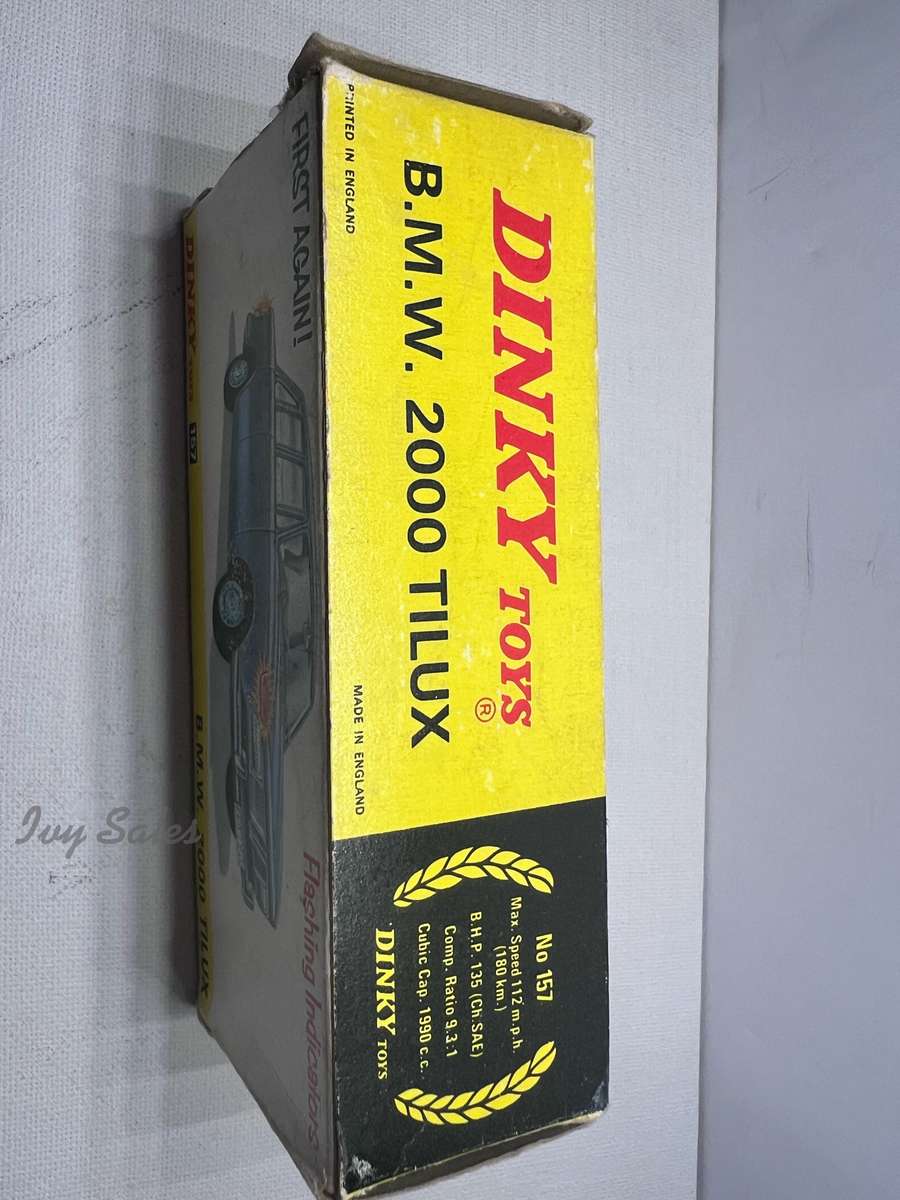 DINKY TOYS ®
B.M.W. 2000 TILUX
PRINTED IN ENGLAND
MADE IN ENGLAND
No 157
Max. Speed 112 m.p.h.
(180 km.)
B.H.P. 135 (Ch.SAE)
Comp. Ratio 9.3:1
Cubic Cap. 1990 c.c.
DINKY TOYS
FIRST AGAIN!
Flashing Indicators
DINKY TOYS 157
B.M.W. 2000 TILUX
Ivy Sales